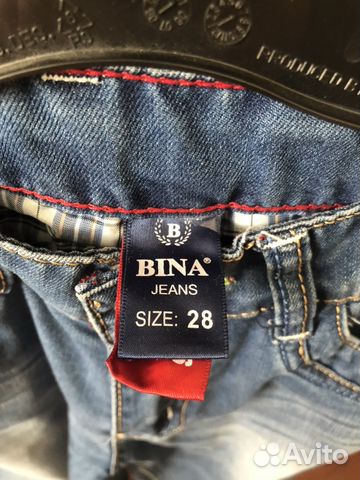 PRODUCED B
B
BINA®
JEANS
SIZE: 28
Avito